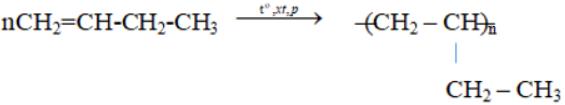 nCH₂=CH-CH₂-CH₃ t°,xt,p → -(CH₂ – CH)n-
|
CH₂ – CH₃